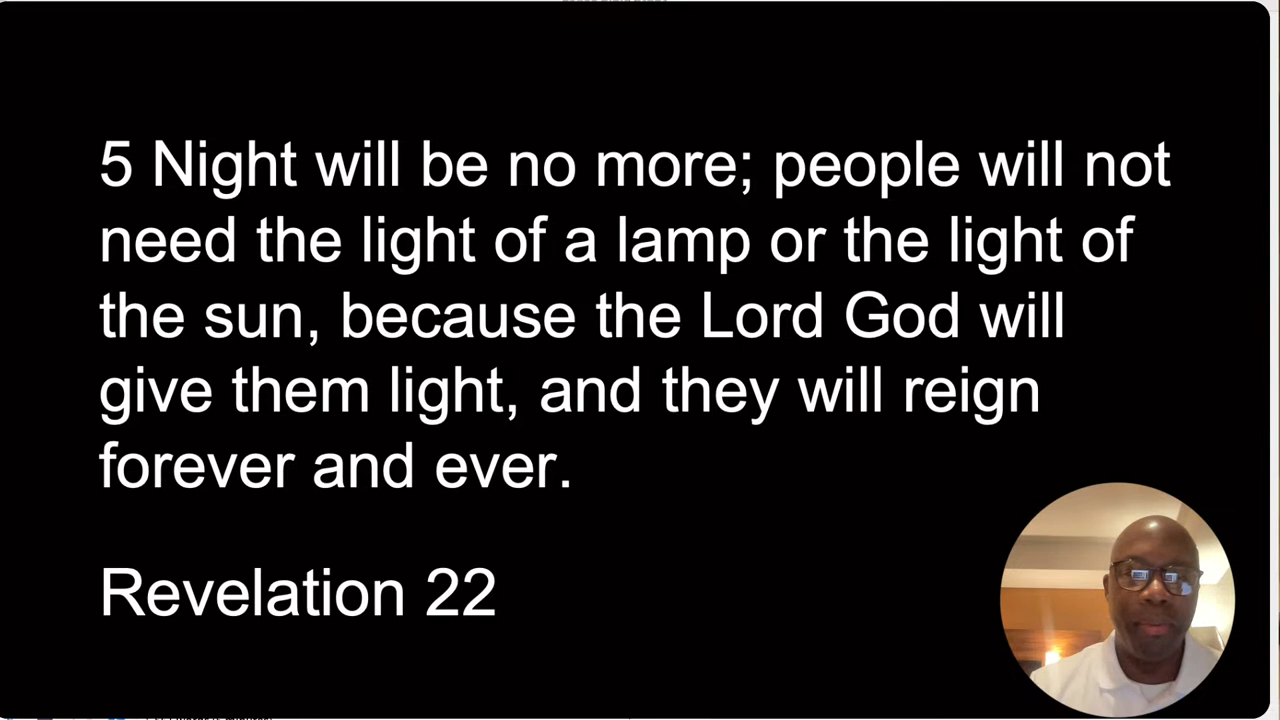 5 Night will be no more; people will not
need the light of a lamp or the light of
the sun, because the Lord God will
give them light, and they will reign
forever and ever.
Revelation 22